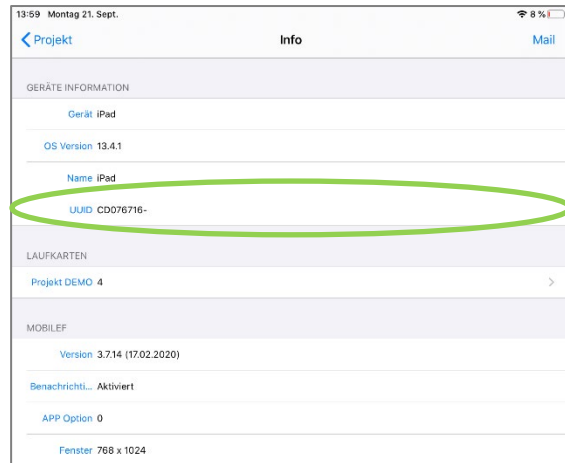 13:59 Montag 21. Sept. 8 %
Projekt Info Mail
GERÄTE INFORMATION
Gerät iPad
OS Version 13.4.1
Name iPad
UUID CD076716-
LAUFKARTEN
Projekt DEMO 4
MOBILEF
Version 3.7.14 (17.02.2020)
Benachrichti... Aktiviert
APP Option 0
Fenster 768 x 1024